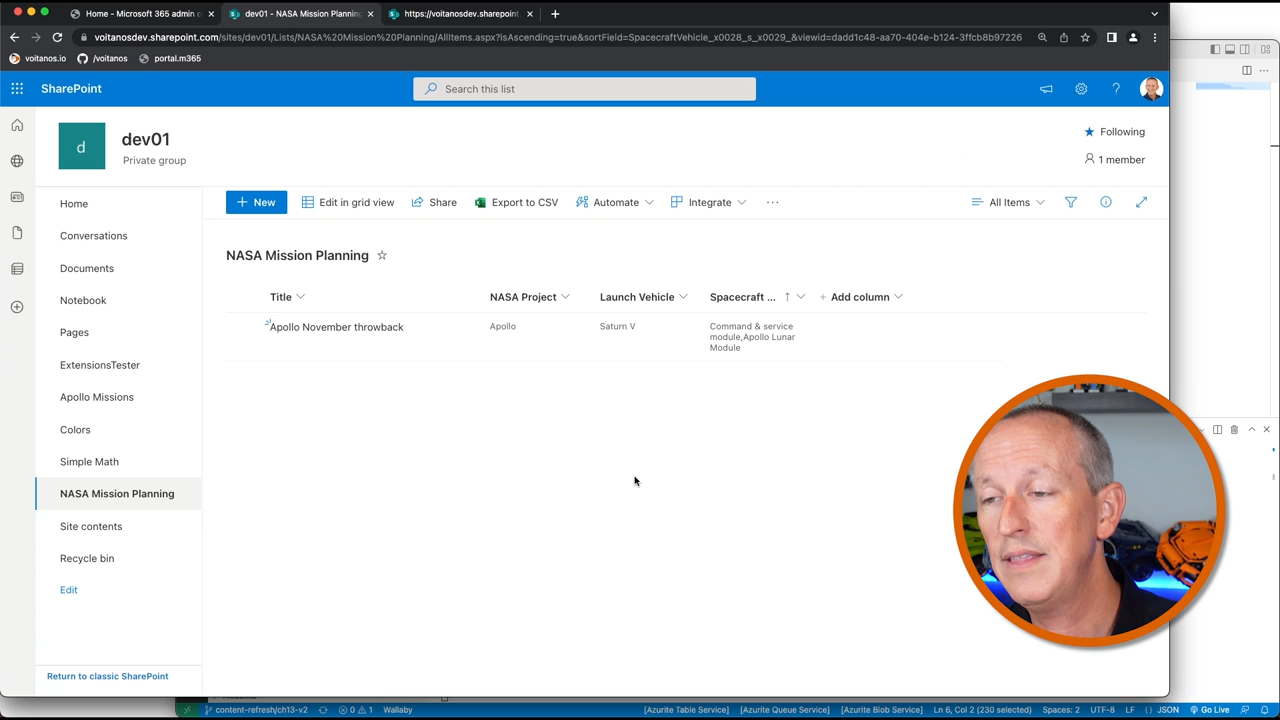 Home - Microsoft 365 admin c
dev01 - NASA Mission Planning
https://voitanosdev.sharepoint
voitanosdev.sharepoint.com/sites/dev01/Lists/NASA%20Mission%20Planning/AllItems.aspx?isAscending=true&sortField=SpacecraftVehicle_x0028_s_x0029_&viewid=dadd1c48-aa70-404e-b124-3ffcb8b97226
voitanos.io
/voitanos
portal.m365
SharePoint
Search this list
d
dev01
Private group
Following
1 member
Home
Conversations
Documents
Notebook
Pages
ExtensionsTester
Apollo Missions
Colors
Simple Math
NASA Mission Planning
Site contents
Recycle bin
Edit
Return to classic SharePoint
New
Edit in grid view
Share
Export to CSV
Automate
Integrate
All Items
NASA Mission Planning
Title
NASA Project
Launch Vehicle
Spacecraft ...
Add column
Apollo November throwback
Apollo
Saturn V
Command & service
module,Apollo Lunar
Module
content-refresh/ch13-v2
0
1
Wallaby
[Azurite Table Service]
[Azurite Queue Service]
[Azurite Blob Service]
Ln 6, Col 2 (230 selected)
Spaces: 2
UTF-8
LF
{ } JSON
Go Live